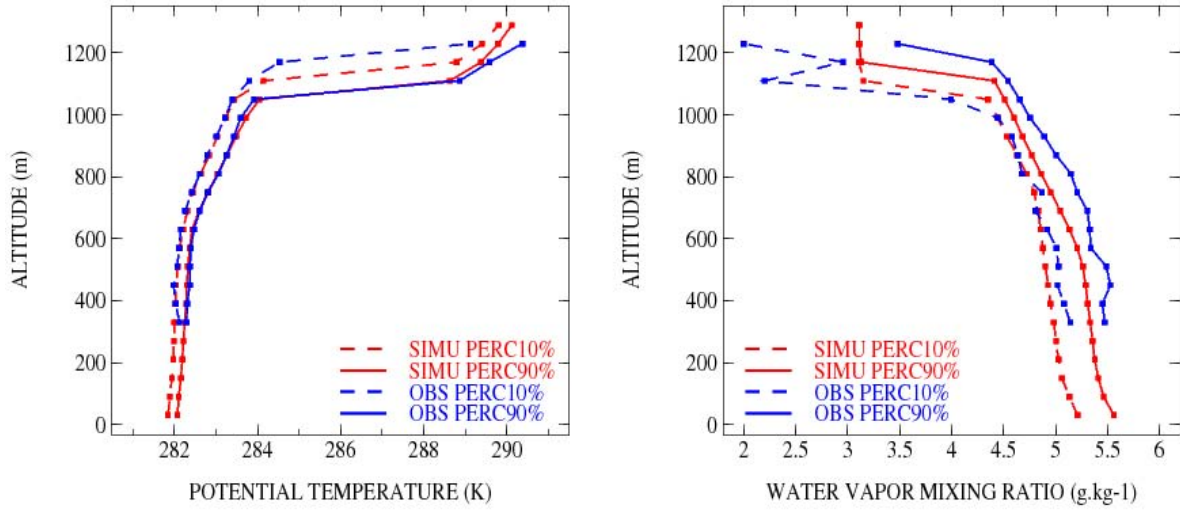 1200
1000
800
600
400
200
0
ALTITUDE (m)
SIMU PERC10%
SIMU PERC90%
OBS PERC10%
OBS PERC90%
282 284 286 288 290
POTENTIAL TEMPERATURE (K)
1200
1000
800
600
400
200
0
ALTITUDE (m)
SIMU PERC10%
SIMU PERC90%
OBS PERC10%
OBS PERC90%
2 2.5 3 3.5 4 4.5 5 5.5 6
WATER VAPOR MIXING RATIO (g.kg-1)